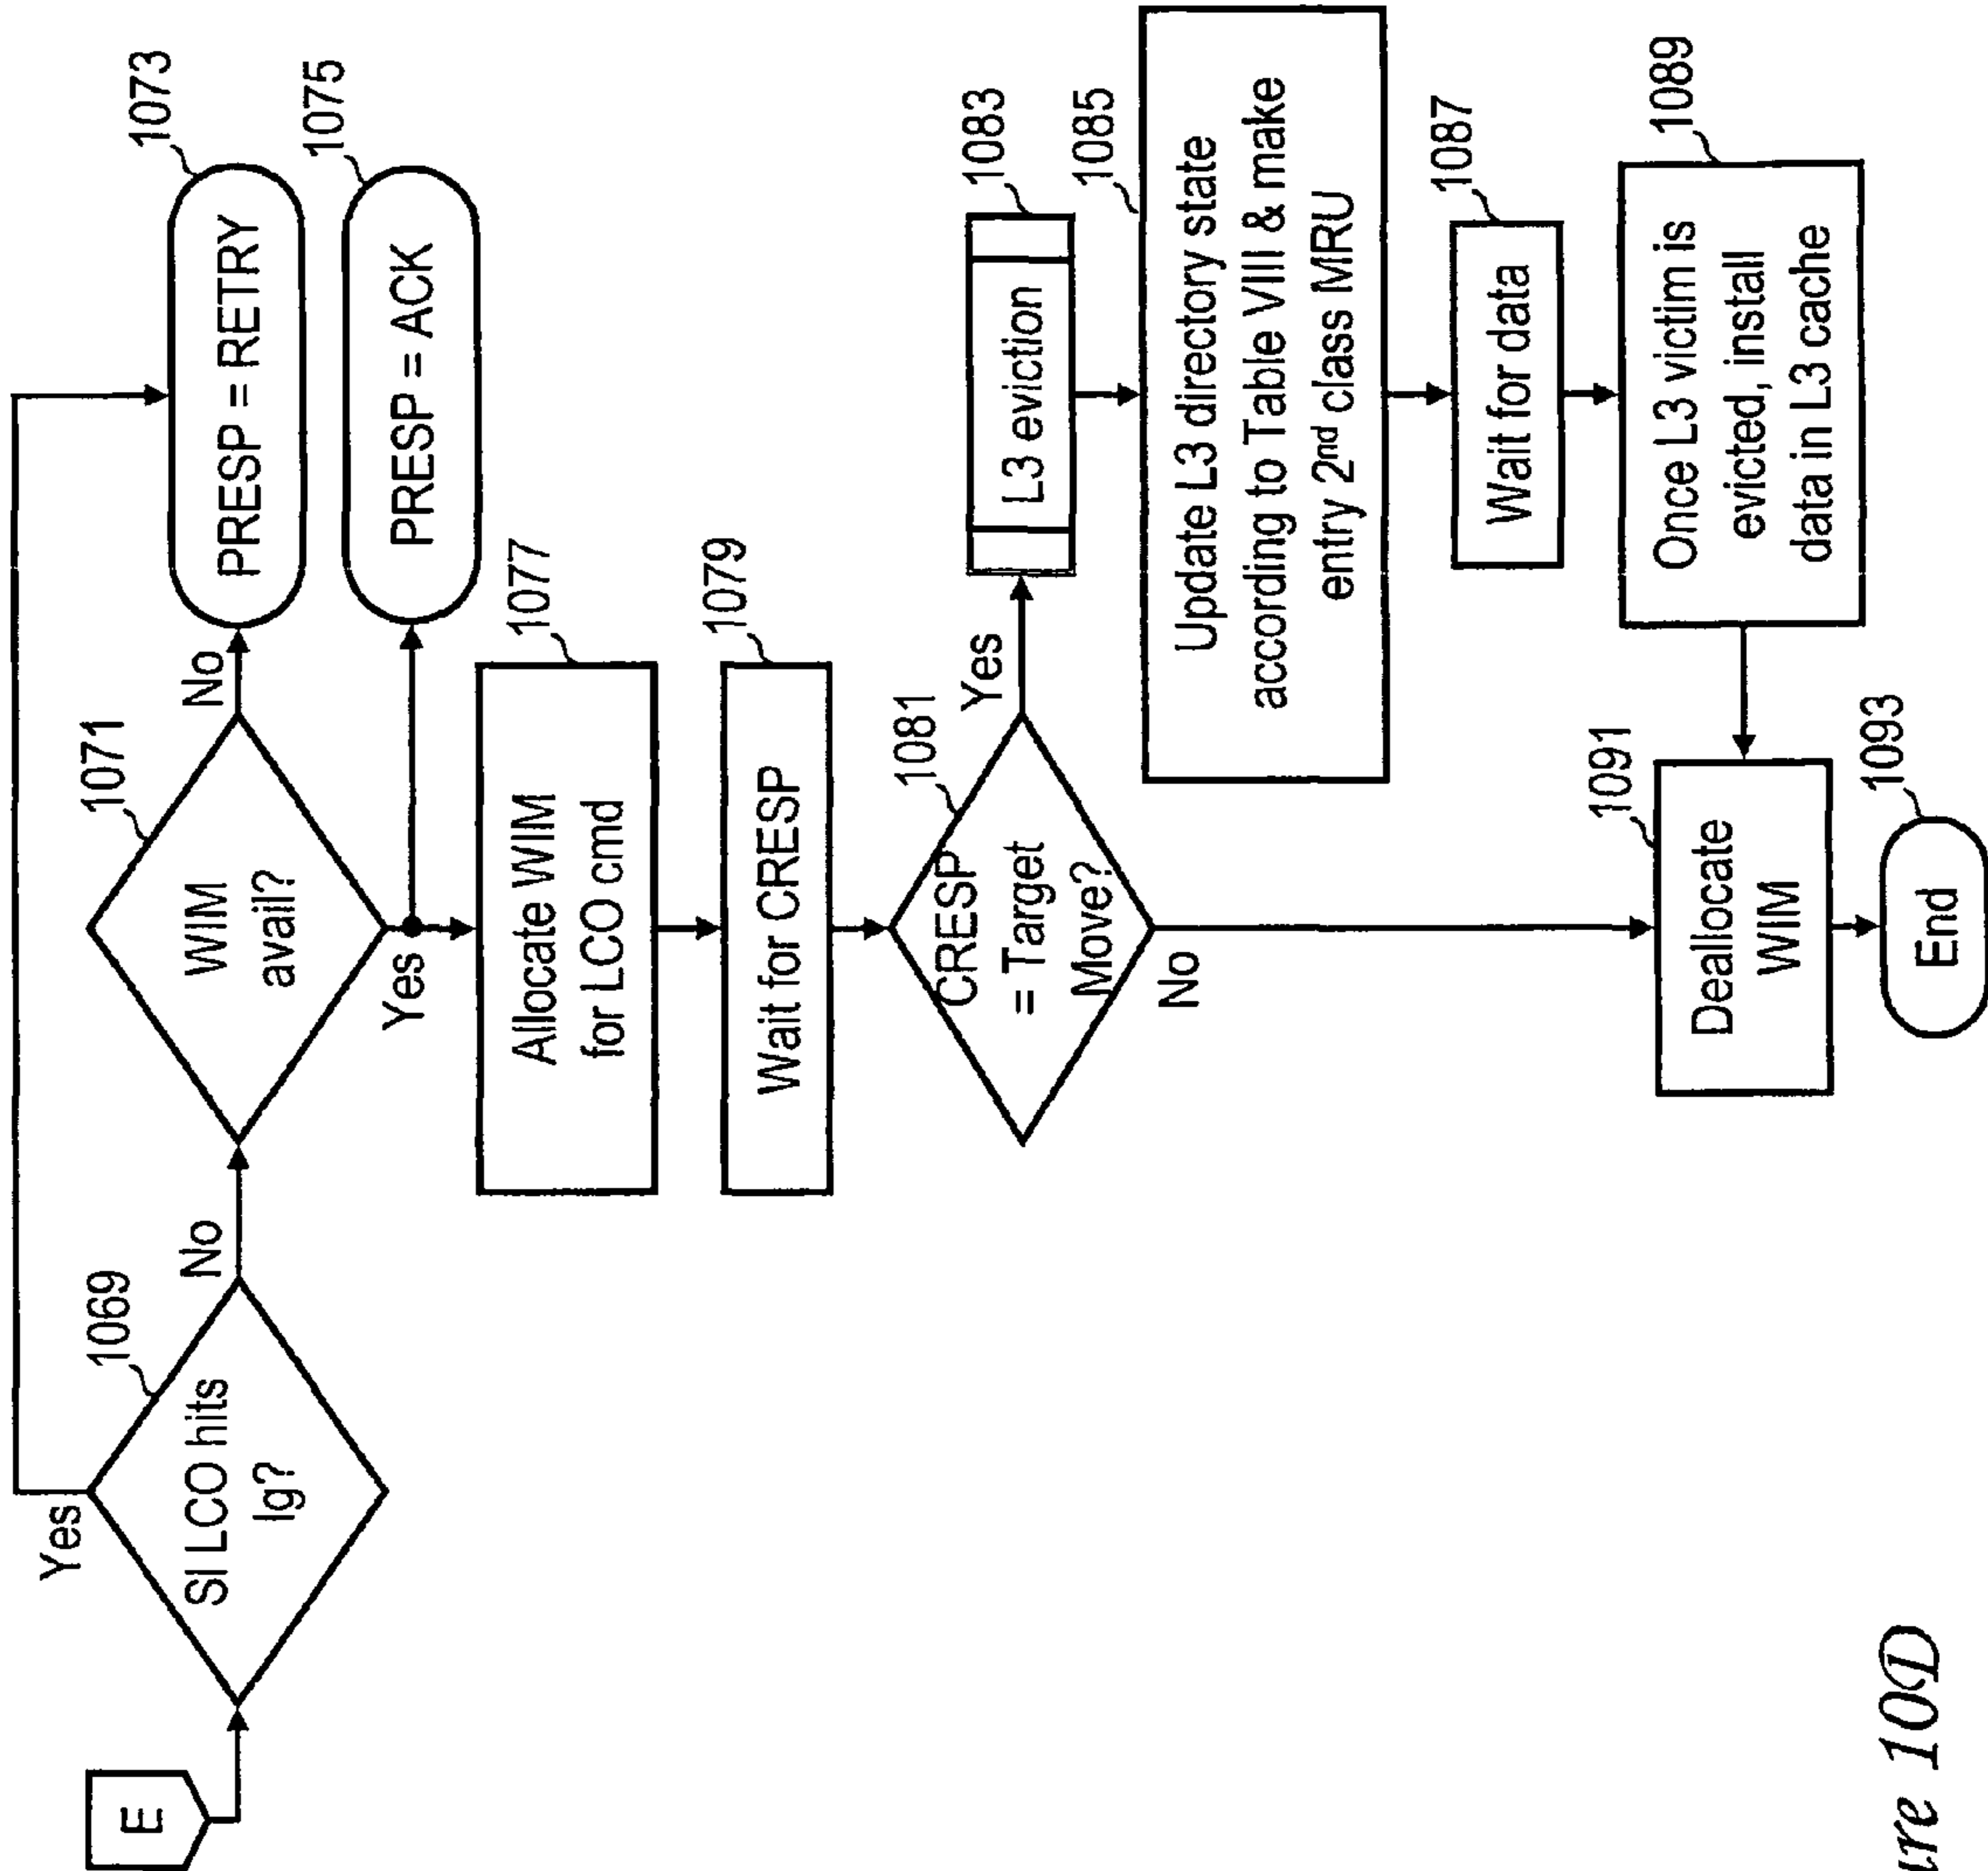 E
1069
SI LCO hits
Ig?
Yes
No
1071
WIM
avail?
No
Yes
1073
PRESP = RETRY
1075
PRESP = ACK
1077
Allocate WIM
for LCO cmd
1079
Wait for CRESP
1081
CRESP
= Target
Move?
Yes
No
1083
L3 eviction
1085
Update L3 directory state
according to Table VIII & make
entry 2nd class MRU
1087
Wait for data
1089
Once L3 victim is
evicted, install
data in L3 cache
1091
Deallocate
WIM
1093
End
ure 10D